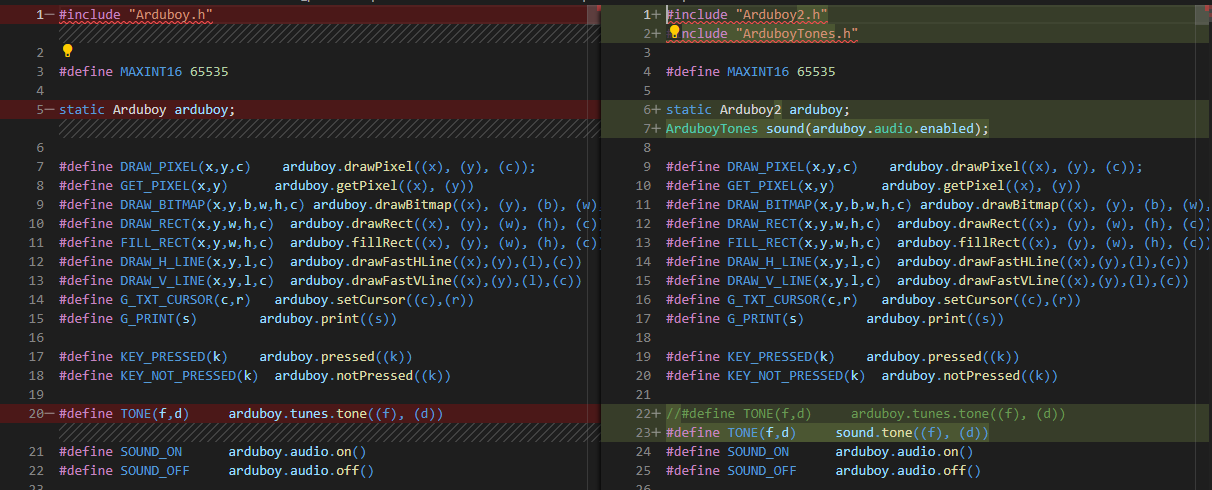 1— #include "Arduboy.h"
2
3 #define MAXINT16 65535
4
5— static Arduboy arduboy;
6
7 #define DRAW_PIXEL(x,y,c) arduboy.drawPixel((x), (y), (c));
8 #define GET_PIXEL(x,y) arduboy.getPixel((x), (y))
9 #define DRAW_BITMAP(x,y,b,w,h,c) arduboy.drawBitmap((x), (y), (b), (w)
10 #define DRAW_RECT(x,y,w,h,c) arduboy.drawRect((x), (y), (w), (h), (c)
11 #define FILL_RECT(x,y,w,h,c) arduboy.fillRect((x), (y), (w), (h), (c)
12 #define DRAW_H_LINE(x,y,l,c) arduboy.drawFastHLine((x),(y),(l),(c))
13 #define DRAW_V_LINE(x,y,l,c) arduboy.drawFastVLine((x),(y),(l),(c))
14 #define G_TXT_CURSOR(c,r) arduboy.setCursor((c),(r))
15 #define G_PRINT(s) arduboy.print((s))
16
17 #define KEY_PRESSED(k) arduboy.pressed((k))
18 #define KEY_NOT_PRESSED(k) arduboy.notPressed((k))
19
20— #define TONE(f,d) arduboy.tunes.tone((f), (d))
21 #define SOUND_ON arduboy.audio.on()
22 #define SOUND_OFF arduboy.audio.off()
23
1+ #include "Arduboy2.h"
2+ nclude "ArduboyTones.h"
3
4 #define MAXINT16 65535
5
6+ static Arduboy2 arduboy;
7+ ArduboyTones sound(arduboy.audio.enabled);
8
9 #define DRAW_PIXEL(x,y,c) arduboy.drawPixel((x), (y), (c));
10 #define GET_PIXEL(x,y) arduboy.getPixel((x), (y))
11 #define DRAW_BITMAP(x,y,b,w,h,c) arduboy.drawBitmap((x), (y), (b), (w),
12 #define DRAW_RECT(x,y,w,h,c) arduboy.drawRect((x), (y), (w), (h), (c)
13 #define FILL_RECT(x,y,w,h,c) arduboy.fillRect((x), (y), (w), (h), (c)
14 #define DRAW_H_LINE(x,y,l,c) arduboy.drawFastHLine((x),(y),(l),(c))
15 #define DRAW_V_LINE(x,y,l,c) arduboy.drawFastVLine((x),(y),(l),(c))
16 #define G_TXT_CURSOR(c,r) arduboy.setCursor((c),(r))
17 #define G_PRINT(s) arduboy.print((s))
18
19 #define KEY_PRESSED(k) arduboy.pressed((k))
20 #define KEY_NOT_PRESSED(k) arduboy.notPressed((k))
21
22+ //#define TONE(f,d) arduboy.tunes.tone((f), (d))
23+ #define TONE(f,d) sound.tone((f), (d))
24 #define SOUND_ON arduboy.audio.on()
25 #define SOUND_OFF arduboy.audio.off()
26